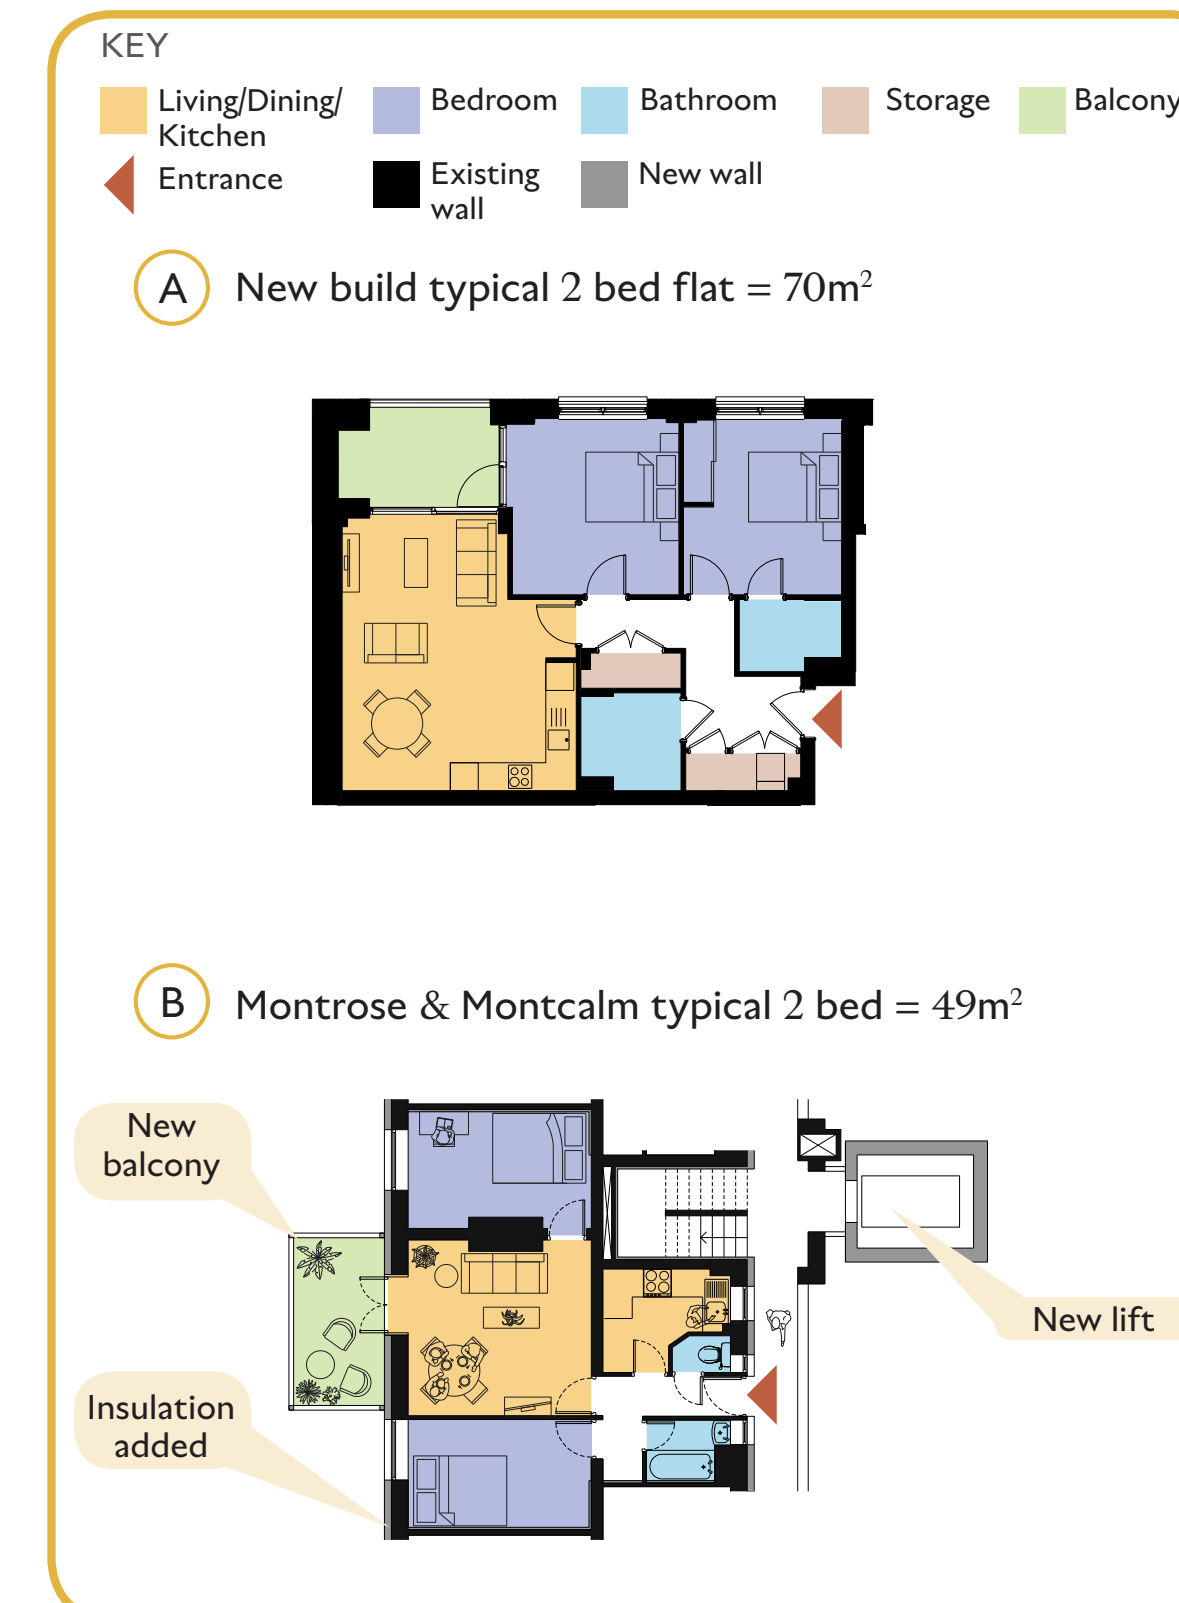 KEY
Living/Dining/
Kitchen
Bedroom
Bathroom
Storage
Balcony
Entrance
Existing
wall
New wall
A New build typical 2 bed flat = 70m²
B Montrose & Montcalm typical 2 bed = 49m²
New
balcony
New lift
Insulation
added